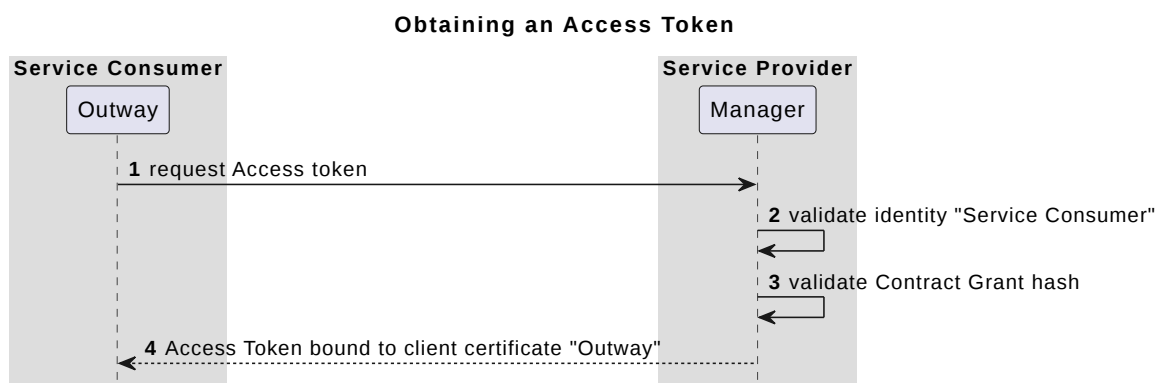 Obtaining an Access Token
Service Consumer
Service Provider
Outway
Manager
1 request Access token
2 validate identity "Service Consumer"
3 validate Contract Grant hash
4 Access Token bound to client certificate "Outway"